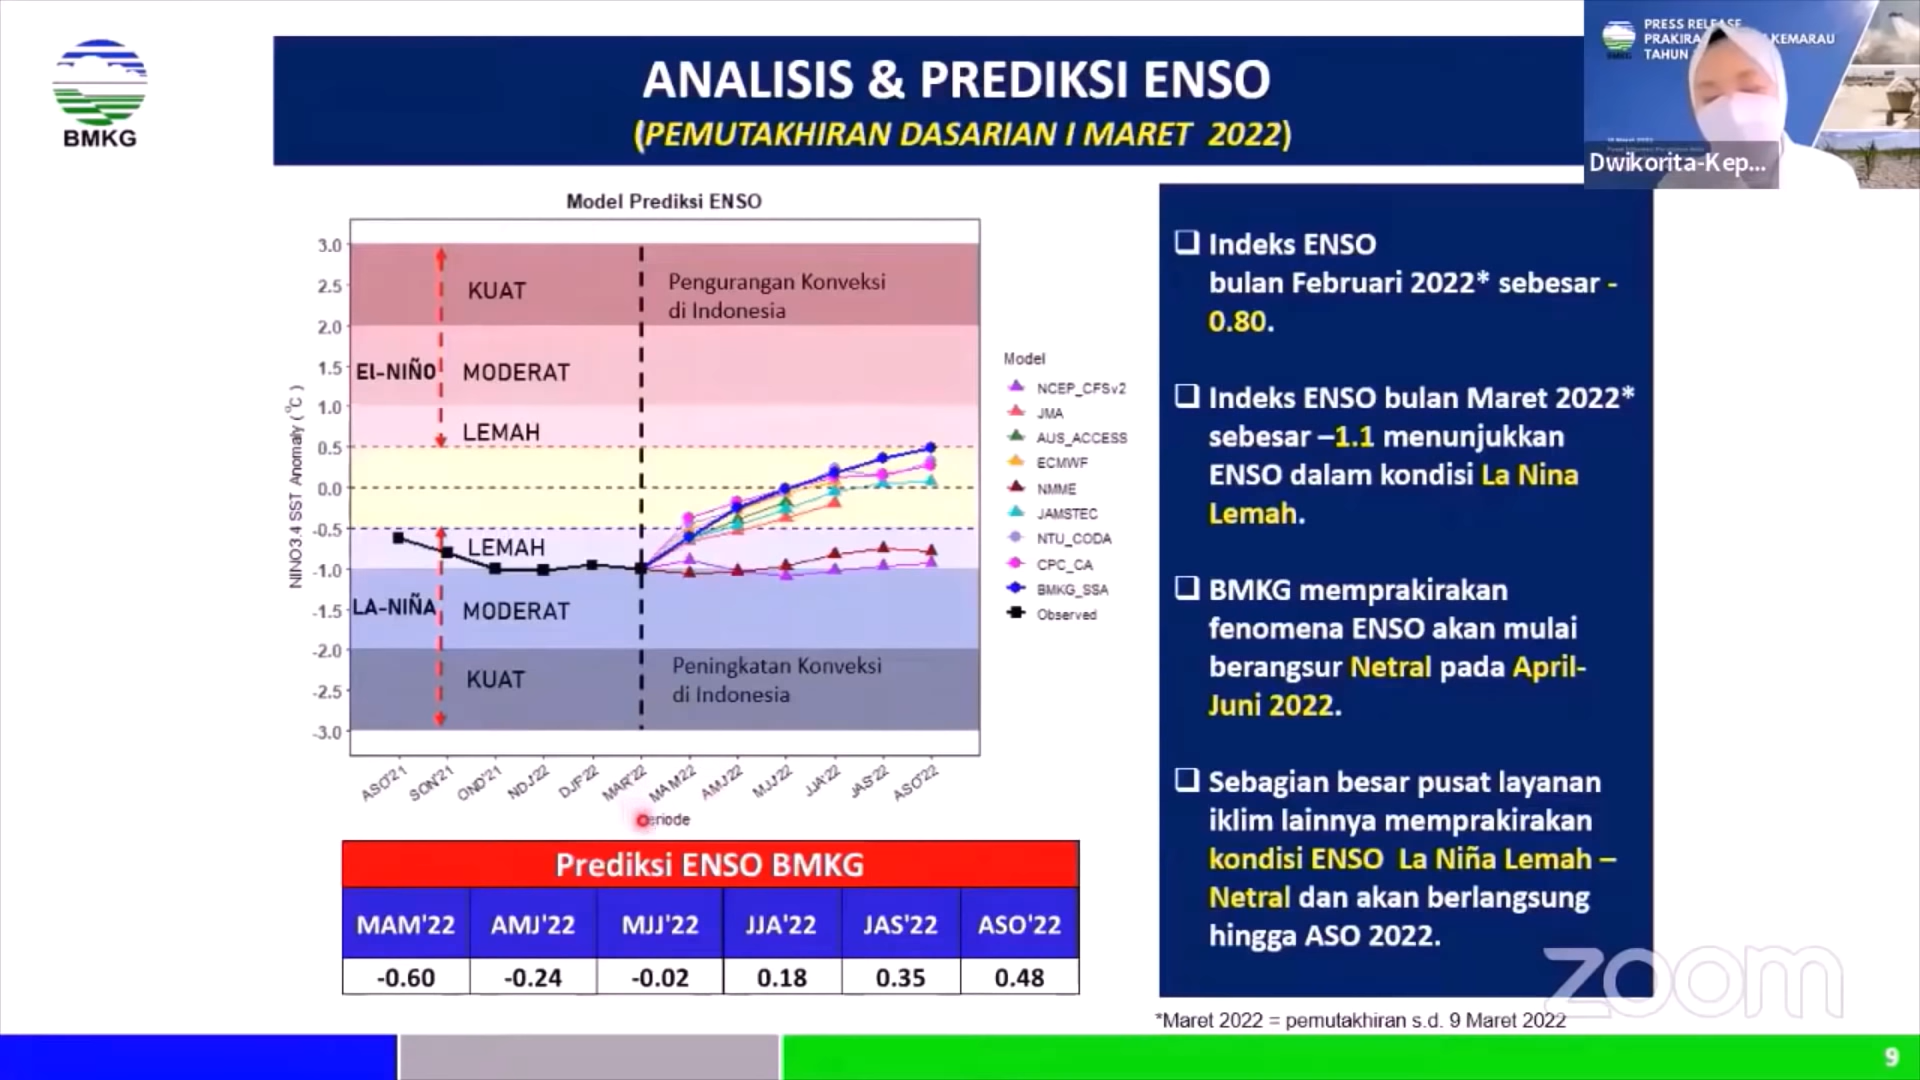 BMKG
ANALISIS & PREDIKSI ENSO
(PEMUTAKHIRAN DASARIAN I MARET 2022)
PRESS RELEASE
PRAKIRA
KEMARAU
TAHUN
BMKG
Dwikorita-Kep...
Model Prediksi ENSO
NINO3.4 SST Anomaly (°C)
3.0
2.5
2.0
1.5
1.0
0.5
0.0
-0.5
-1.0
-1.5
-2.0
-2.5
-3.0
KUAT
Pengurangan Konveksi
di Indonesia
El-NIÑO
MODERAT
LEMAH
LEMAH
LA-NIÑA
MODERAT
KUAT
Peningkatan Konveksi
di Indonesia
ASO'21
SON'21
OND'21
NDJ'22
DJF'22
MAR'22
MAM'22
AMJ'22
MJJ'22
JJA'22
JAS'22
ASO'22
eriode
Model
NCEP_CFSv2
JMA
AUS_ACCESS
ECMWF
NMME
JAMSTEC
NTU_CODA
CPC_CA
BMKG_SSA
Observed
Prediksi ENSO BMKG
MAM'22 AMJ'22 MJJ'22 JJA'22 JAS'22 ASO'22
-0.60 -0.24 -0.02 0.18 0.35 0.48
Indeks ENSO
bulan Februari 2022* sebesar -
0.80.
Indeks ENSO bulan Maret 2022*
sebesar –1.1 menunjukkan
ENSO dalam kondisi La Nina
Lemah.
BMKG memprakirakan
fenomena ENSO akan mulai
berangsur Netral pada April-
Juni 2022.
Sebagian besar pusat layanan
iklim lainnya memprakirakan
kondisi ENSO La Niña Lemah –
Netral dan akan berlangsung
hingga ASO 2022.
zoom
*Maret 2022 = pemutakhiran s.d. 9 Maret 2022
9